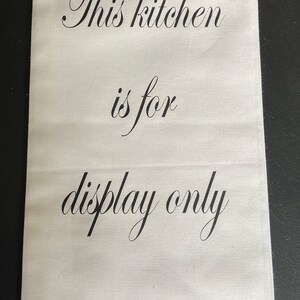 This kitchen
is for
display only